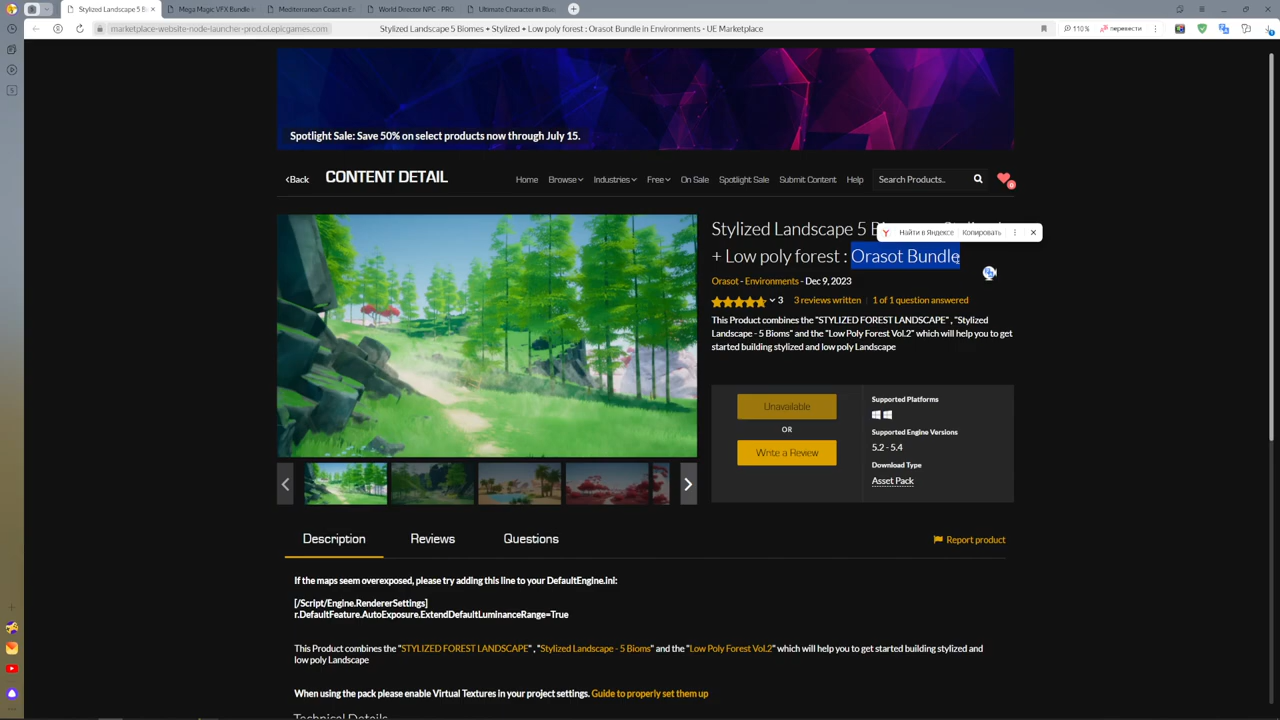 Stylized Landscape 5 B
Mega Magic VFX Bundle in
Mediterranean Coast in En
World Director NPC - PRO
Ultimate Character in Blue
marketplace-website-node-launcher-prod.ol.epicgames.com
Stylized Landscape 5 Biomes + Stylized + Low poly forest : Orasot Bundle in Environments - UE Marketplace
110%
перевести
Spotlight Sale: Save 50% on select products now through July 15.
Back
CONTENT DETAIL
Home
Browse
Industries
Free
On Sale
Spotlight Sale
Submit Content
Help
Search Products..
0
Stylized Landscape 5 B
Найти в Яндексе
Копировать
+ Low poly forest : Orasot Bundle
Orasot - Environments - Dec 9, 2023
3 3 reviews written 1 of 1 question answered
This Product combines the "STYLIZED FOREST LANDSCAPE" , "Stylized
Landscape - 5 Bioms" and the "Low Poly Forest Vol.2" which will help you to get
started building stylized and low poly Landscape
Unavailable
OR
Write a Review
Supported Platforms
Supported Engine Versions
5.2 - 5.4
Download Type
Asset Pack
Description
Reviews
Questions
Report product
If the maps seem overexposed, please try adding this line to your DefaultEngine.ini:
[/Script/Engine.RendererSettings]
r.DefaultFeature.AutoExposure.ExtendDefaultLuminanceRange=True
This Product combines the "STYLIZED FOREST LANDSCAPE" , "Stylized Landscape - 5 Bioms" and the "Low Poly Forest Vol.2" which will help you to get started building stylized and
low poly Landscape
When using the pack please enable Virtual Textures in your project settings. Guide to properly set them up
Technical Details